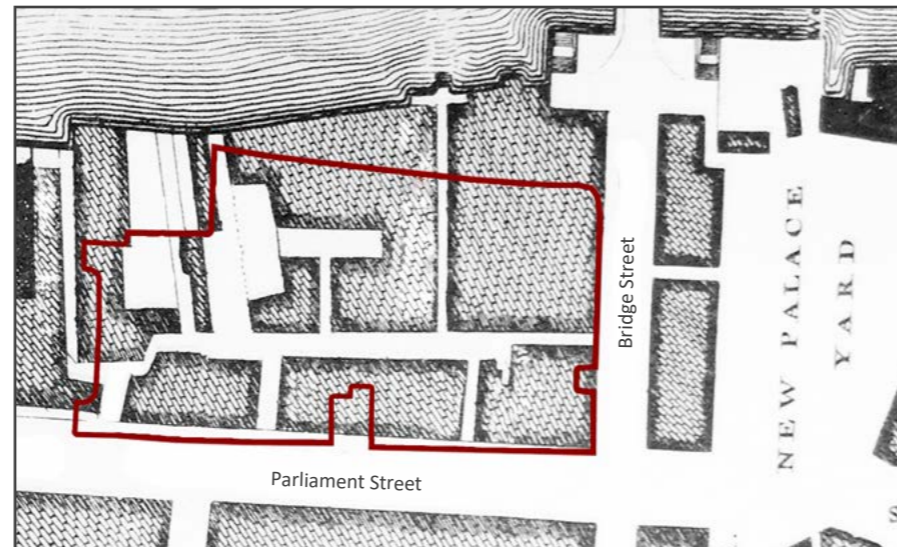 Bridge Street
NEW PALACE
YARD
Parliament Street
S